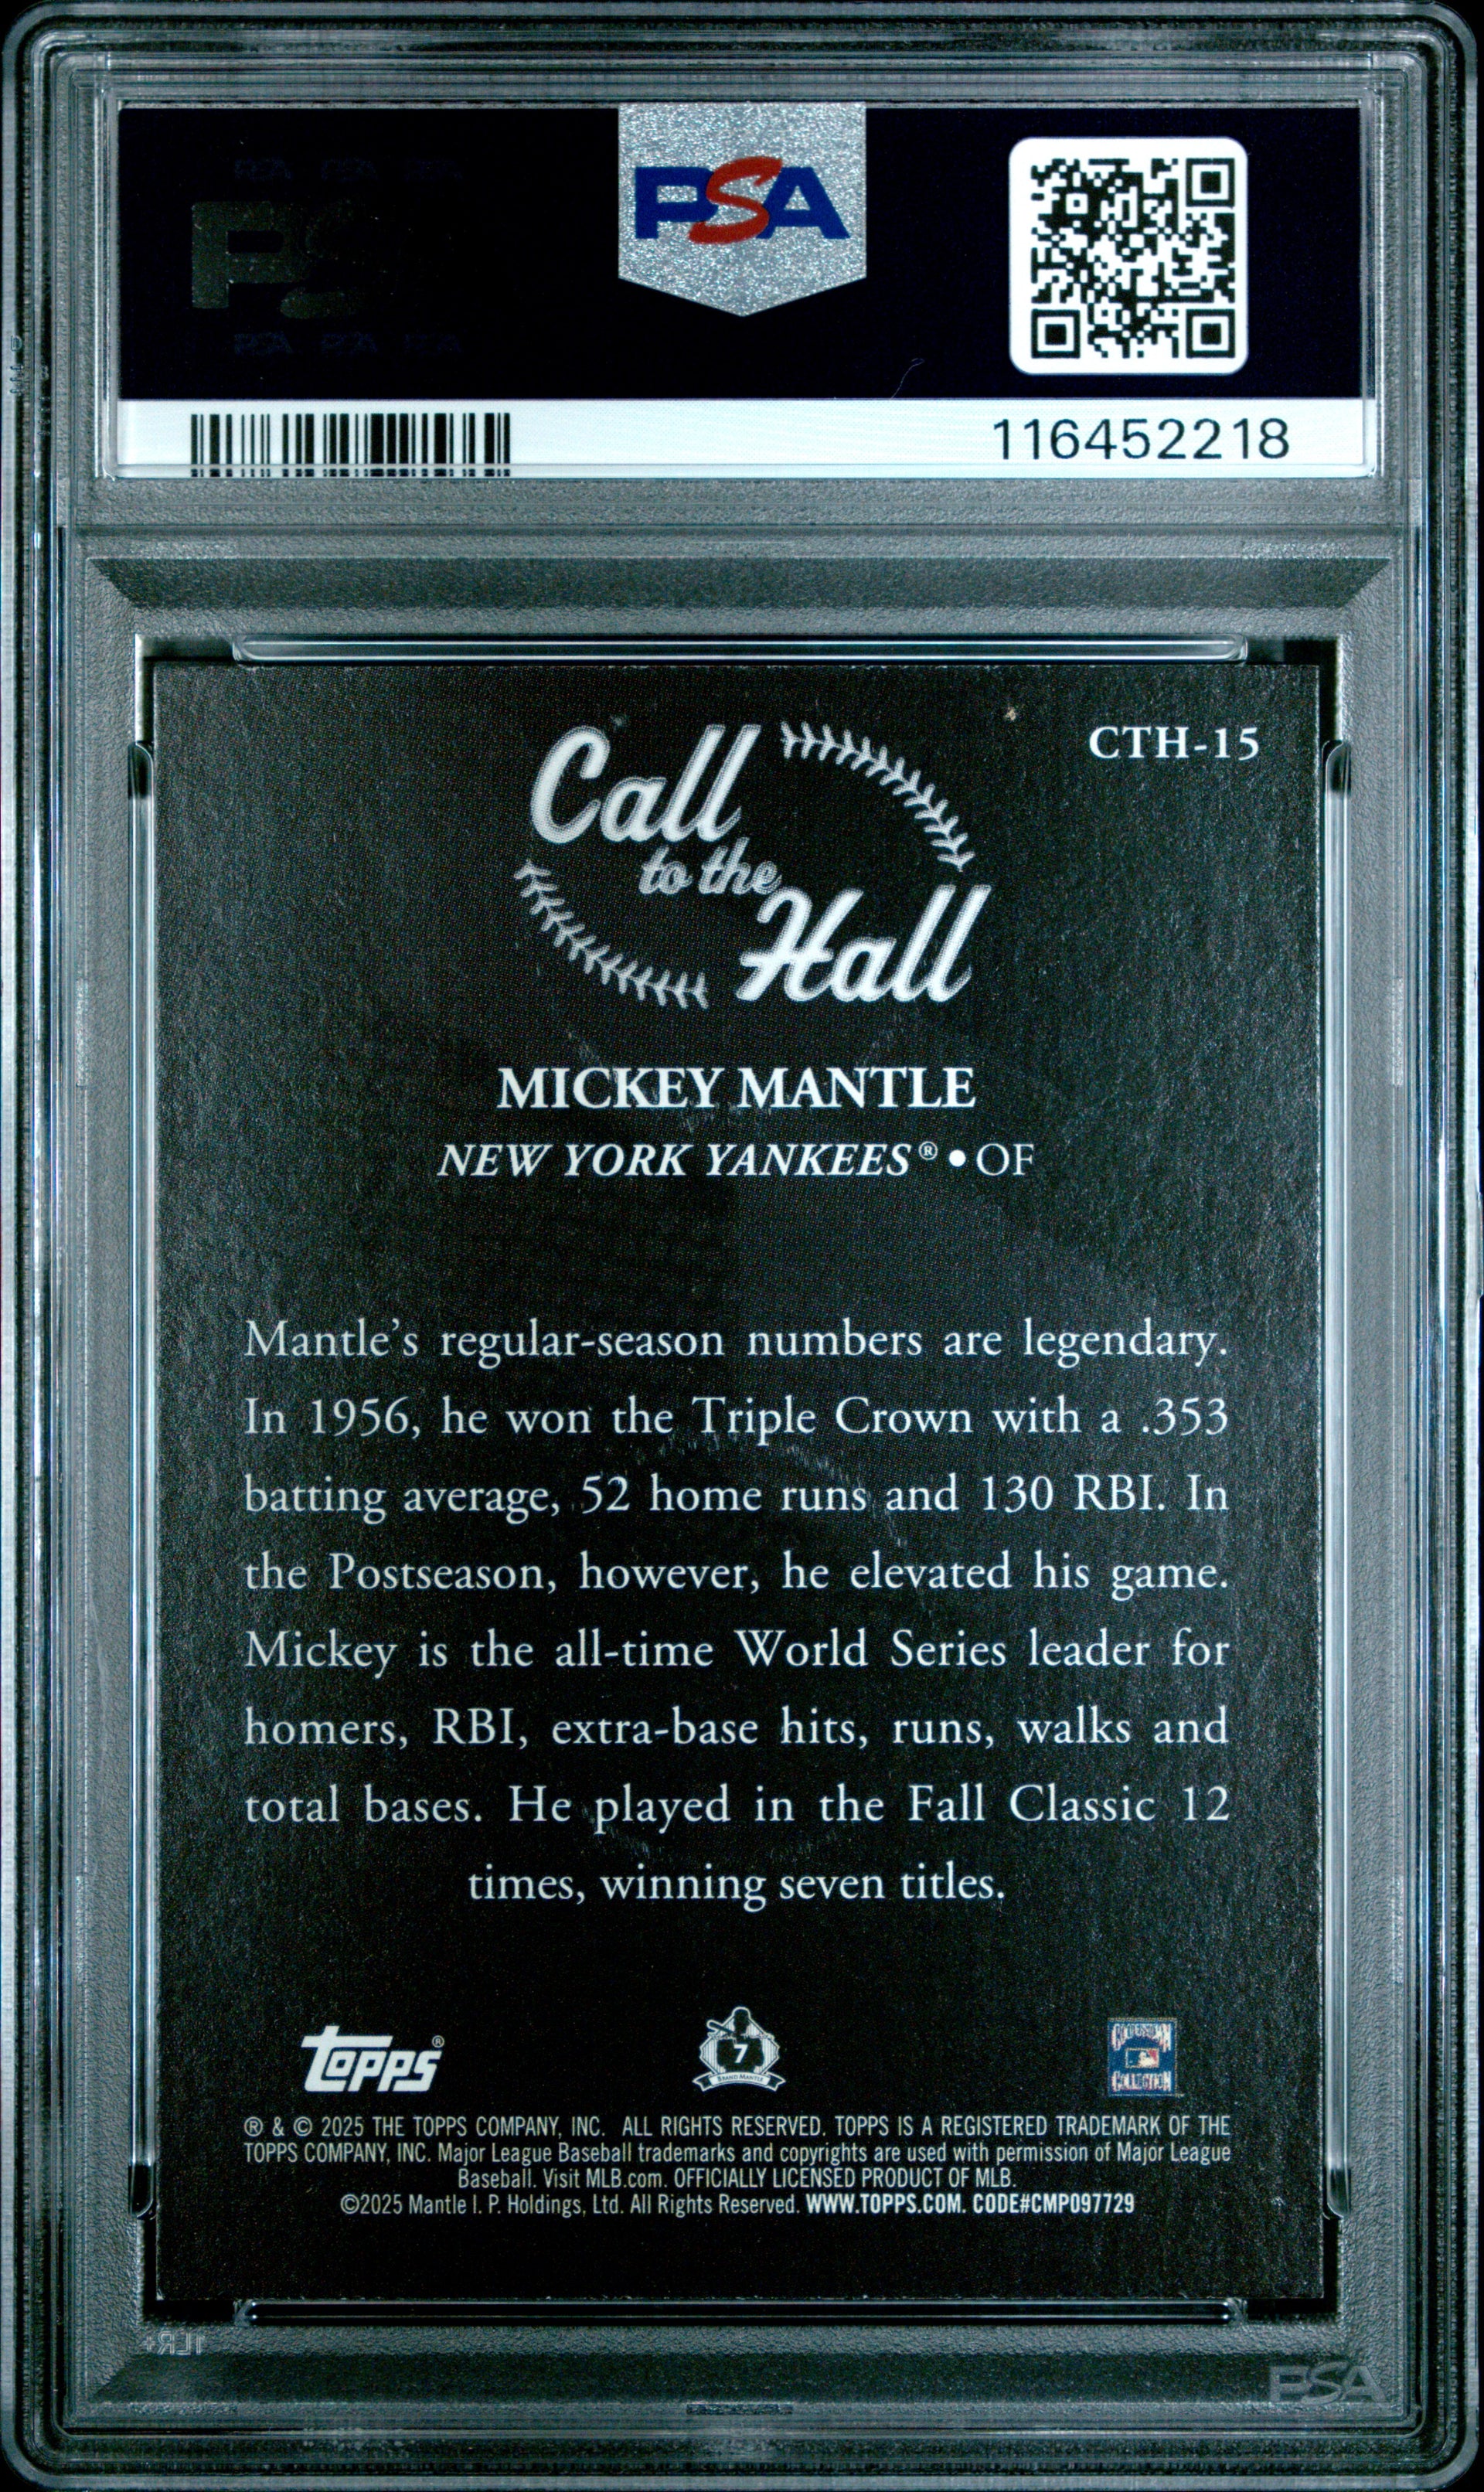 PSA
116452218
CTH-15
Call
to the
Hall
MICKEY MANTLE
NEW YORK YANKEES® • OF
Mantle's regular-season numbers are legendary.
In 1956, he won the Triple Crown with a .353
batting average, 52 home runs and 130 RBI. In
the Postseason, however, he elevated his game.
Mickey is the all-time World Series leader for
homers, RBI, extra-base hits, runs, walks and
total bases. He played in the Fall Classic 12
times, winning seven titles.
Topps®
7
BRAND MANTLE
COOPERSTOWN
COLLECTION
® & © 2025 THE TOPPS COMPANY, INC. ALL RIGHTS RESERVED. TOPPS IS A REGISTERED TRADEMARK OF THE
TOPPS COMPANY, INC. Major League Baseball trademarks and copyrights are used with permission of Major League
Baseball. Visit MLB.com. OFFICIALLY LICENSED PRODUCT OF MLB.
©2025 Mantle I. P. Holdings, Ltd. All Rights Reserved. WWW.TOPPS.COM. CODE#CMP097729
PSA